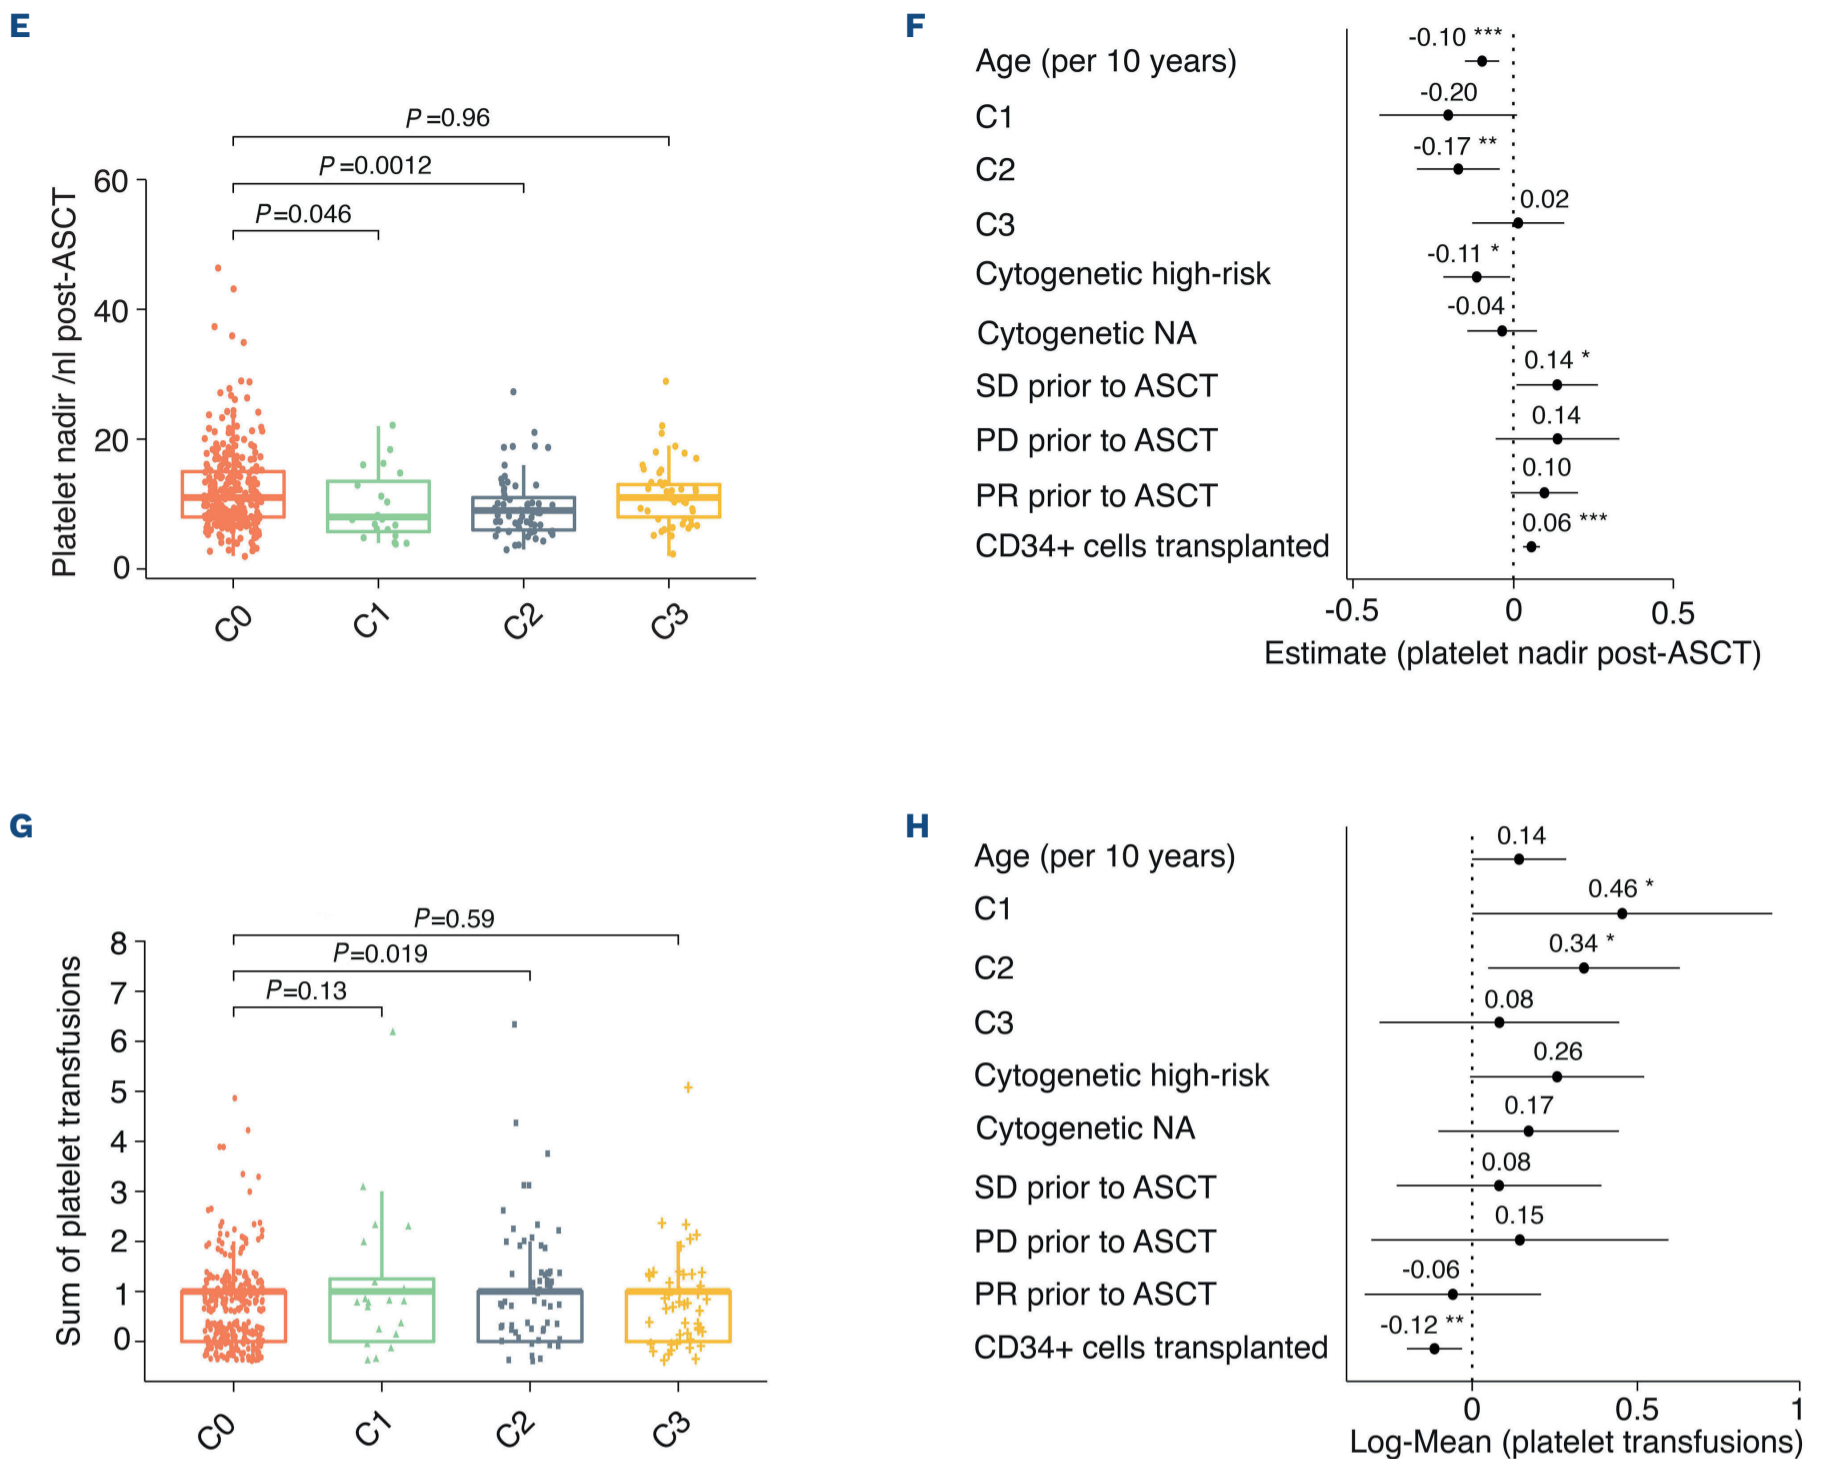 E
P=0.96
P=0.0012
P=0.046
Platelet nadir /nl post-ASCT
60
40
20
0
C0
C1
C2
C3
F
Age (per 10 years)
-0.10 ***
C1
-0.20
C2
-0.17 **
C3
0.02
Cytogenetic high-risk
-0.11 *
Cytogenetic NA
-0.04
SD prior to ASCT
0.14 *
PD prior to ASCT
0.14
PR prior to ASCT
0.10
CD34+ cells transplanted
0.06 ***
-0.5
0
0.5
Estimate (platelet nadir post-ASCT)
G
P=0.59
P=0.019
P=0.13
Sum of platelet transfusions
8
7
6
5
4
3
2
1
0
C0
C1
C2
C3
H
Age (per 10 years)
0.14
C1
0.46 *
C2
0.34 *
C3
0.08
Cytogenetic high-risk
0.26
Cytogenetic NA
0.17
SD prior to ASCT
0.08
PD prior to ASCT
0.15
PR prior to ASCT
-0.06
CD34+ cells transplanted
-0.12 **
0
0.5
1
Log-Mean (platelet transfusions)